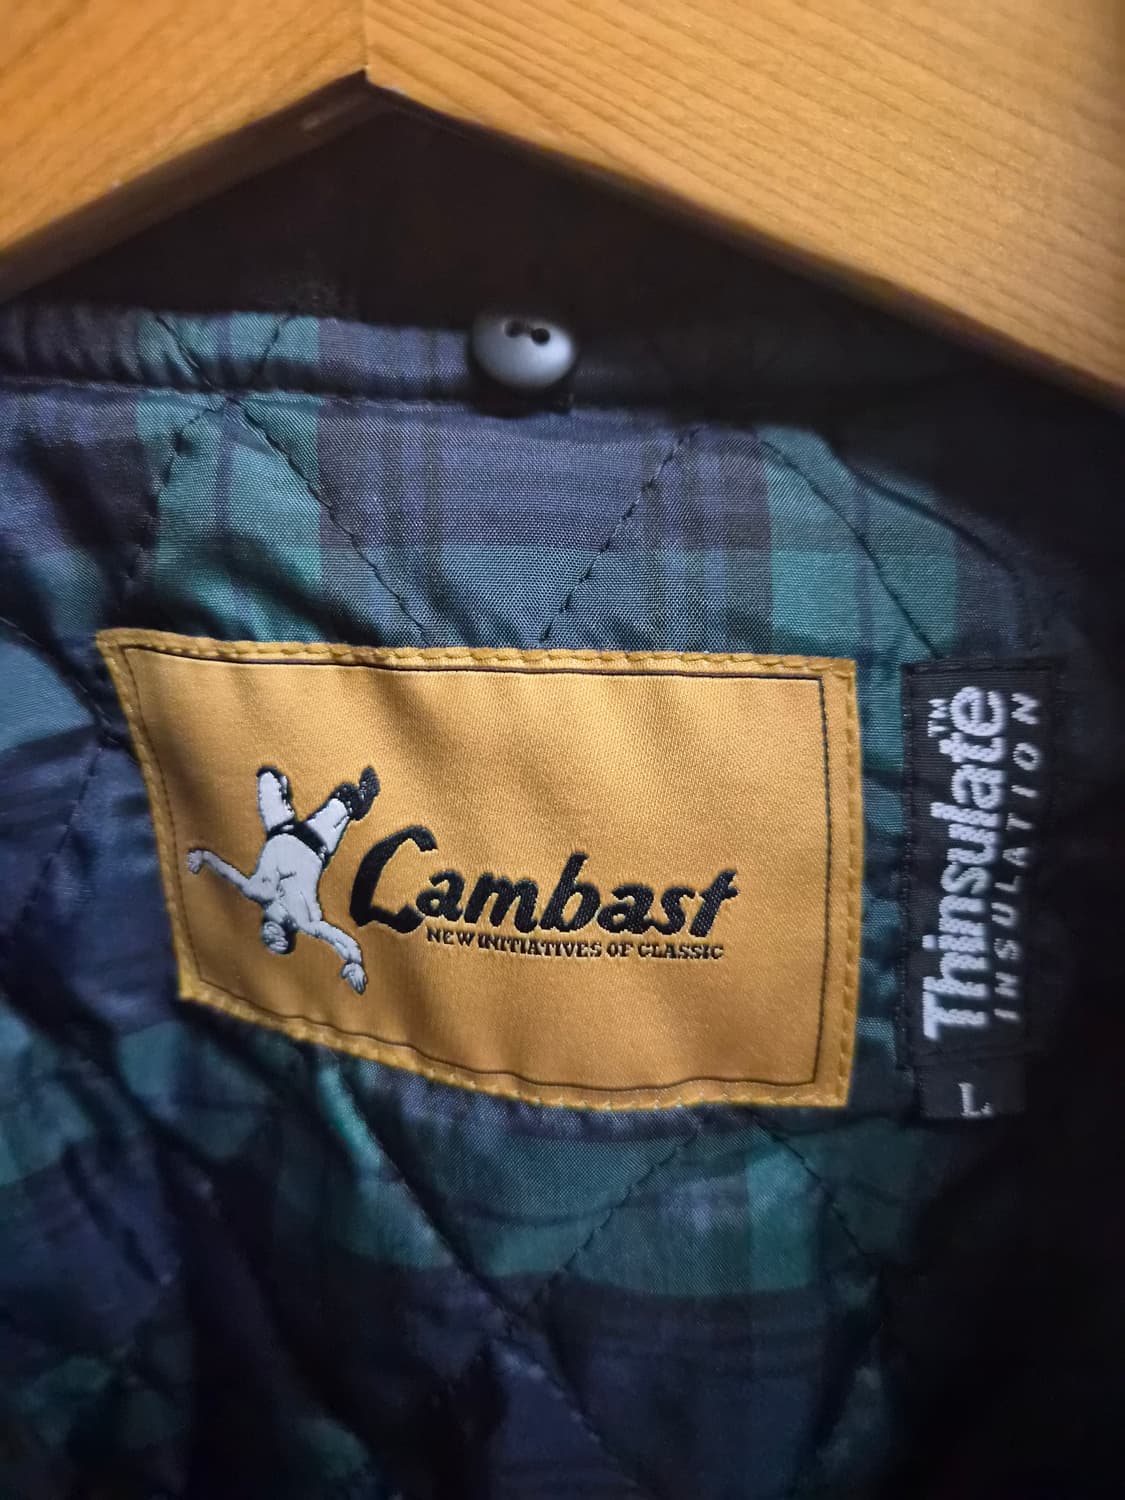 Cambast
NEW INITIATIVES OF CLASSIC
Thinsulate™
INSULATION
L